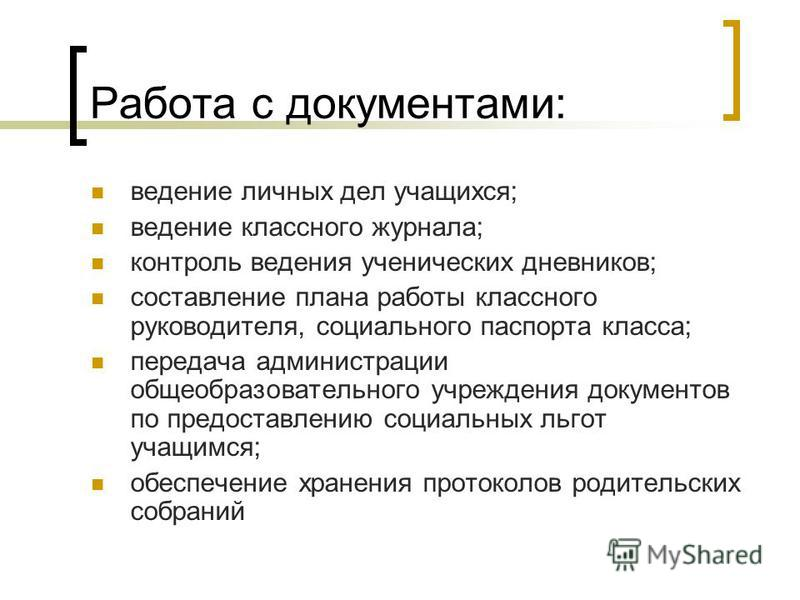 Работа с документами:
ведение личных дел учащихся;
ведение классного журнала;
контроль ведения ученических дневников;
составление плана работы классного
руководителя, социального паспорта класса;
передача администрации
общеобразовательного учреждения документов
по предоставлению социальных льгот
учащимся;
обеспечение хранения протоколов родительских
собраний
MyShared